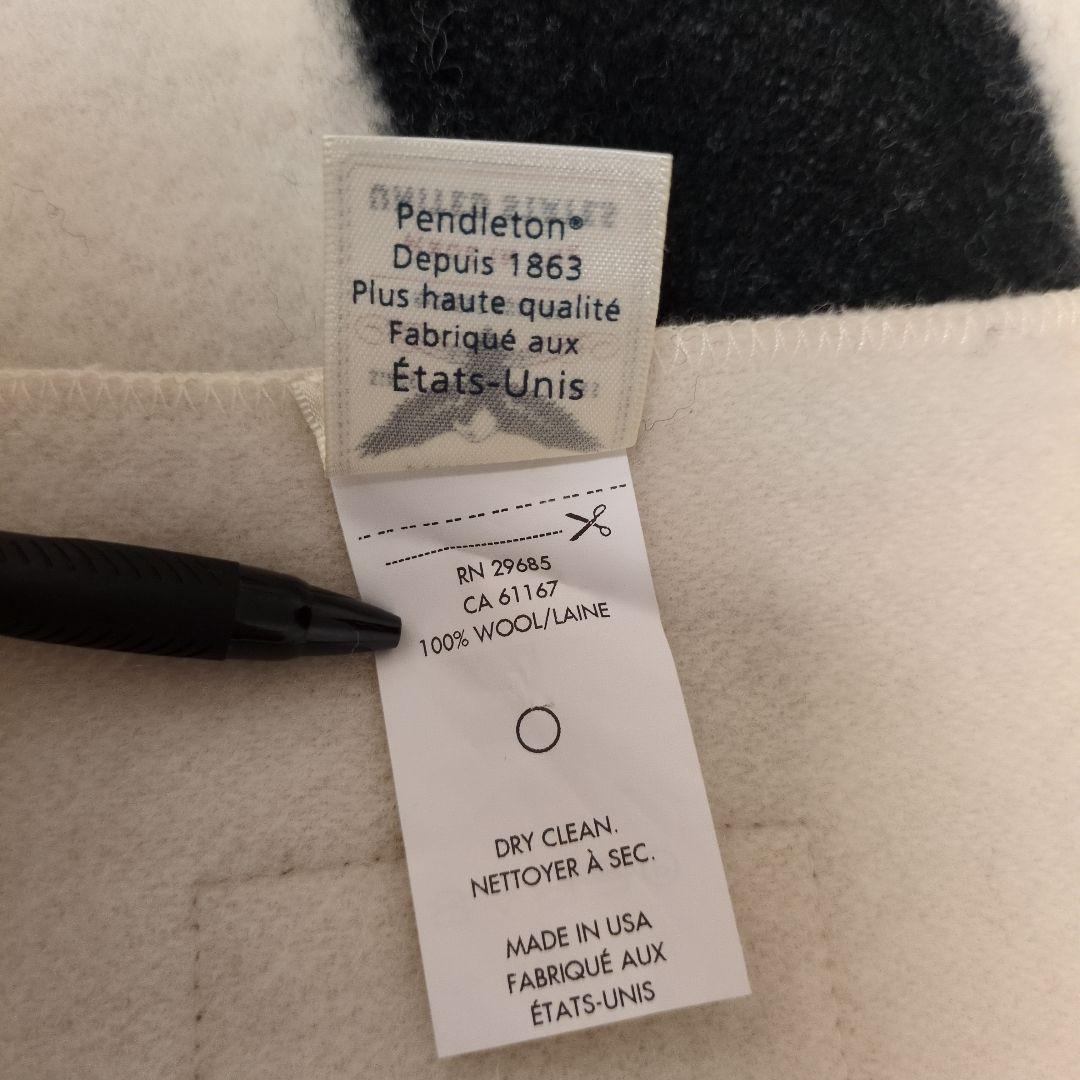 Pendleton®
Depuis 1863
Plus haute qualité
Fabriqué aux
États-Unis
RN 29685
CA 61167
100% WOOL/LAINE
DRY CLEAN.
NETTOYER À SEC.
MADE IN USA
FABRIQUÉ AUX
ÉTATS-UNIS